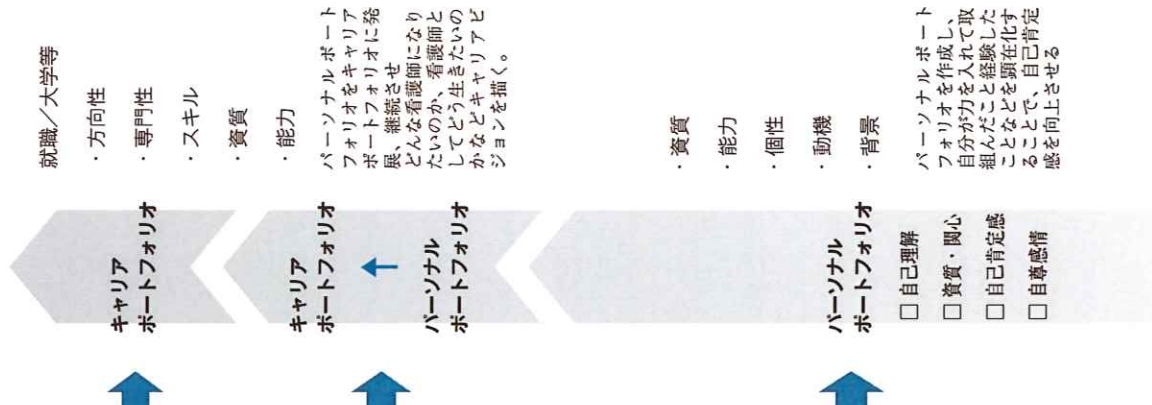 就職／大学等
・方向性
・専門性
・スキル
・資質
・能力
キャリア
ポートフォリオ
パーソナルポート
フォリオをキャリア
ポートフォリオに発
展、継続させ
どんな看護師になり
たいのか、看護師と
してどう生きたいの
かなどキャリアビ
ジョンを描く。
キャリア
ポートフォリオ
パーソナル
ポートフォリオ
・資質
・能力
・個性
・動機
・背景
パーソナル
ポートフォリオ
□ 自己理解
□ 資質・関心
□ 自己肯定感
□ 自尊感情
パーソナルポート
フォリオを作成し、
自分が力を入れて取
組んだこと経験した
ことなどを顕在化す
ることで、自己肯定
感を向上させる